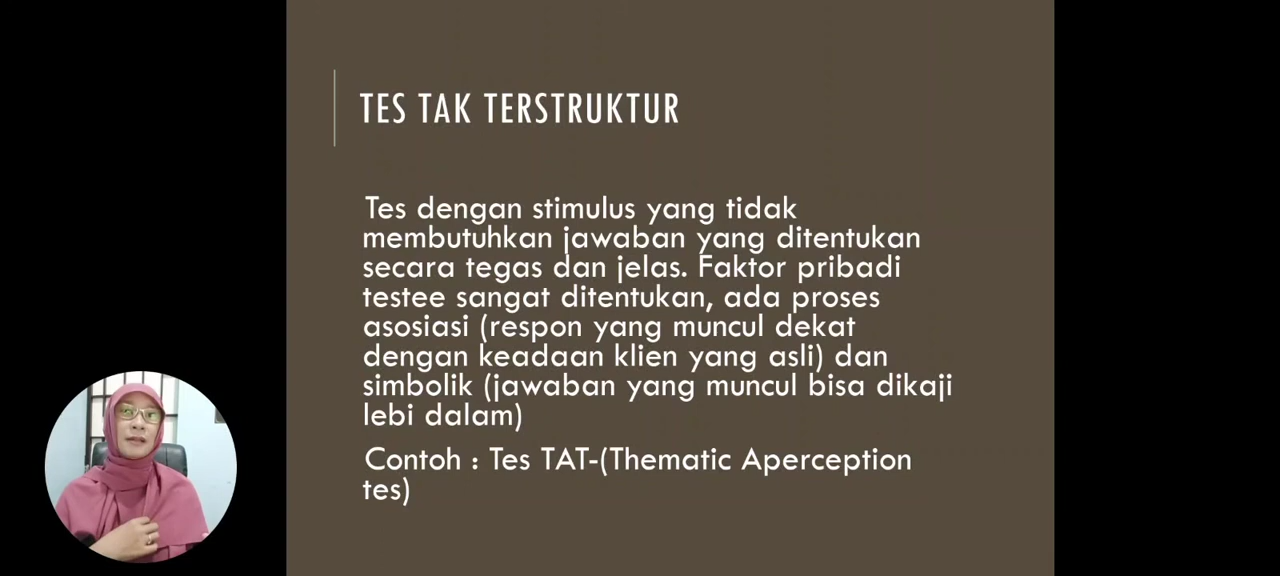 TES TAK TERSTRUKTUR
Tes dengan stimulus yang tidak
membutuhkan jawaban yang ditentukan
secara tegas dan jelas. Faktor pribadi
testee sangat ditentukan, ada proses
asosiasi (respon yang muncul dekat
dengan keadaan klien yang asli) dan
simbolik (jawaban yang muncul bisa dikaji
lebi dalam)
Contoh : Tes TAT-(Thematic Aperception
tes)